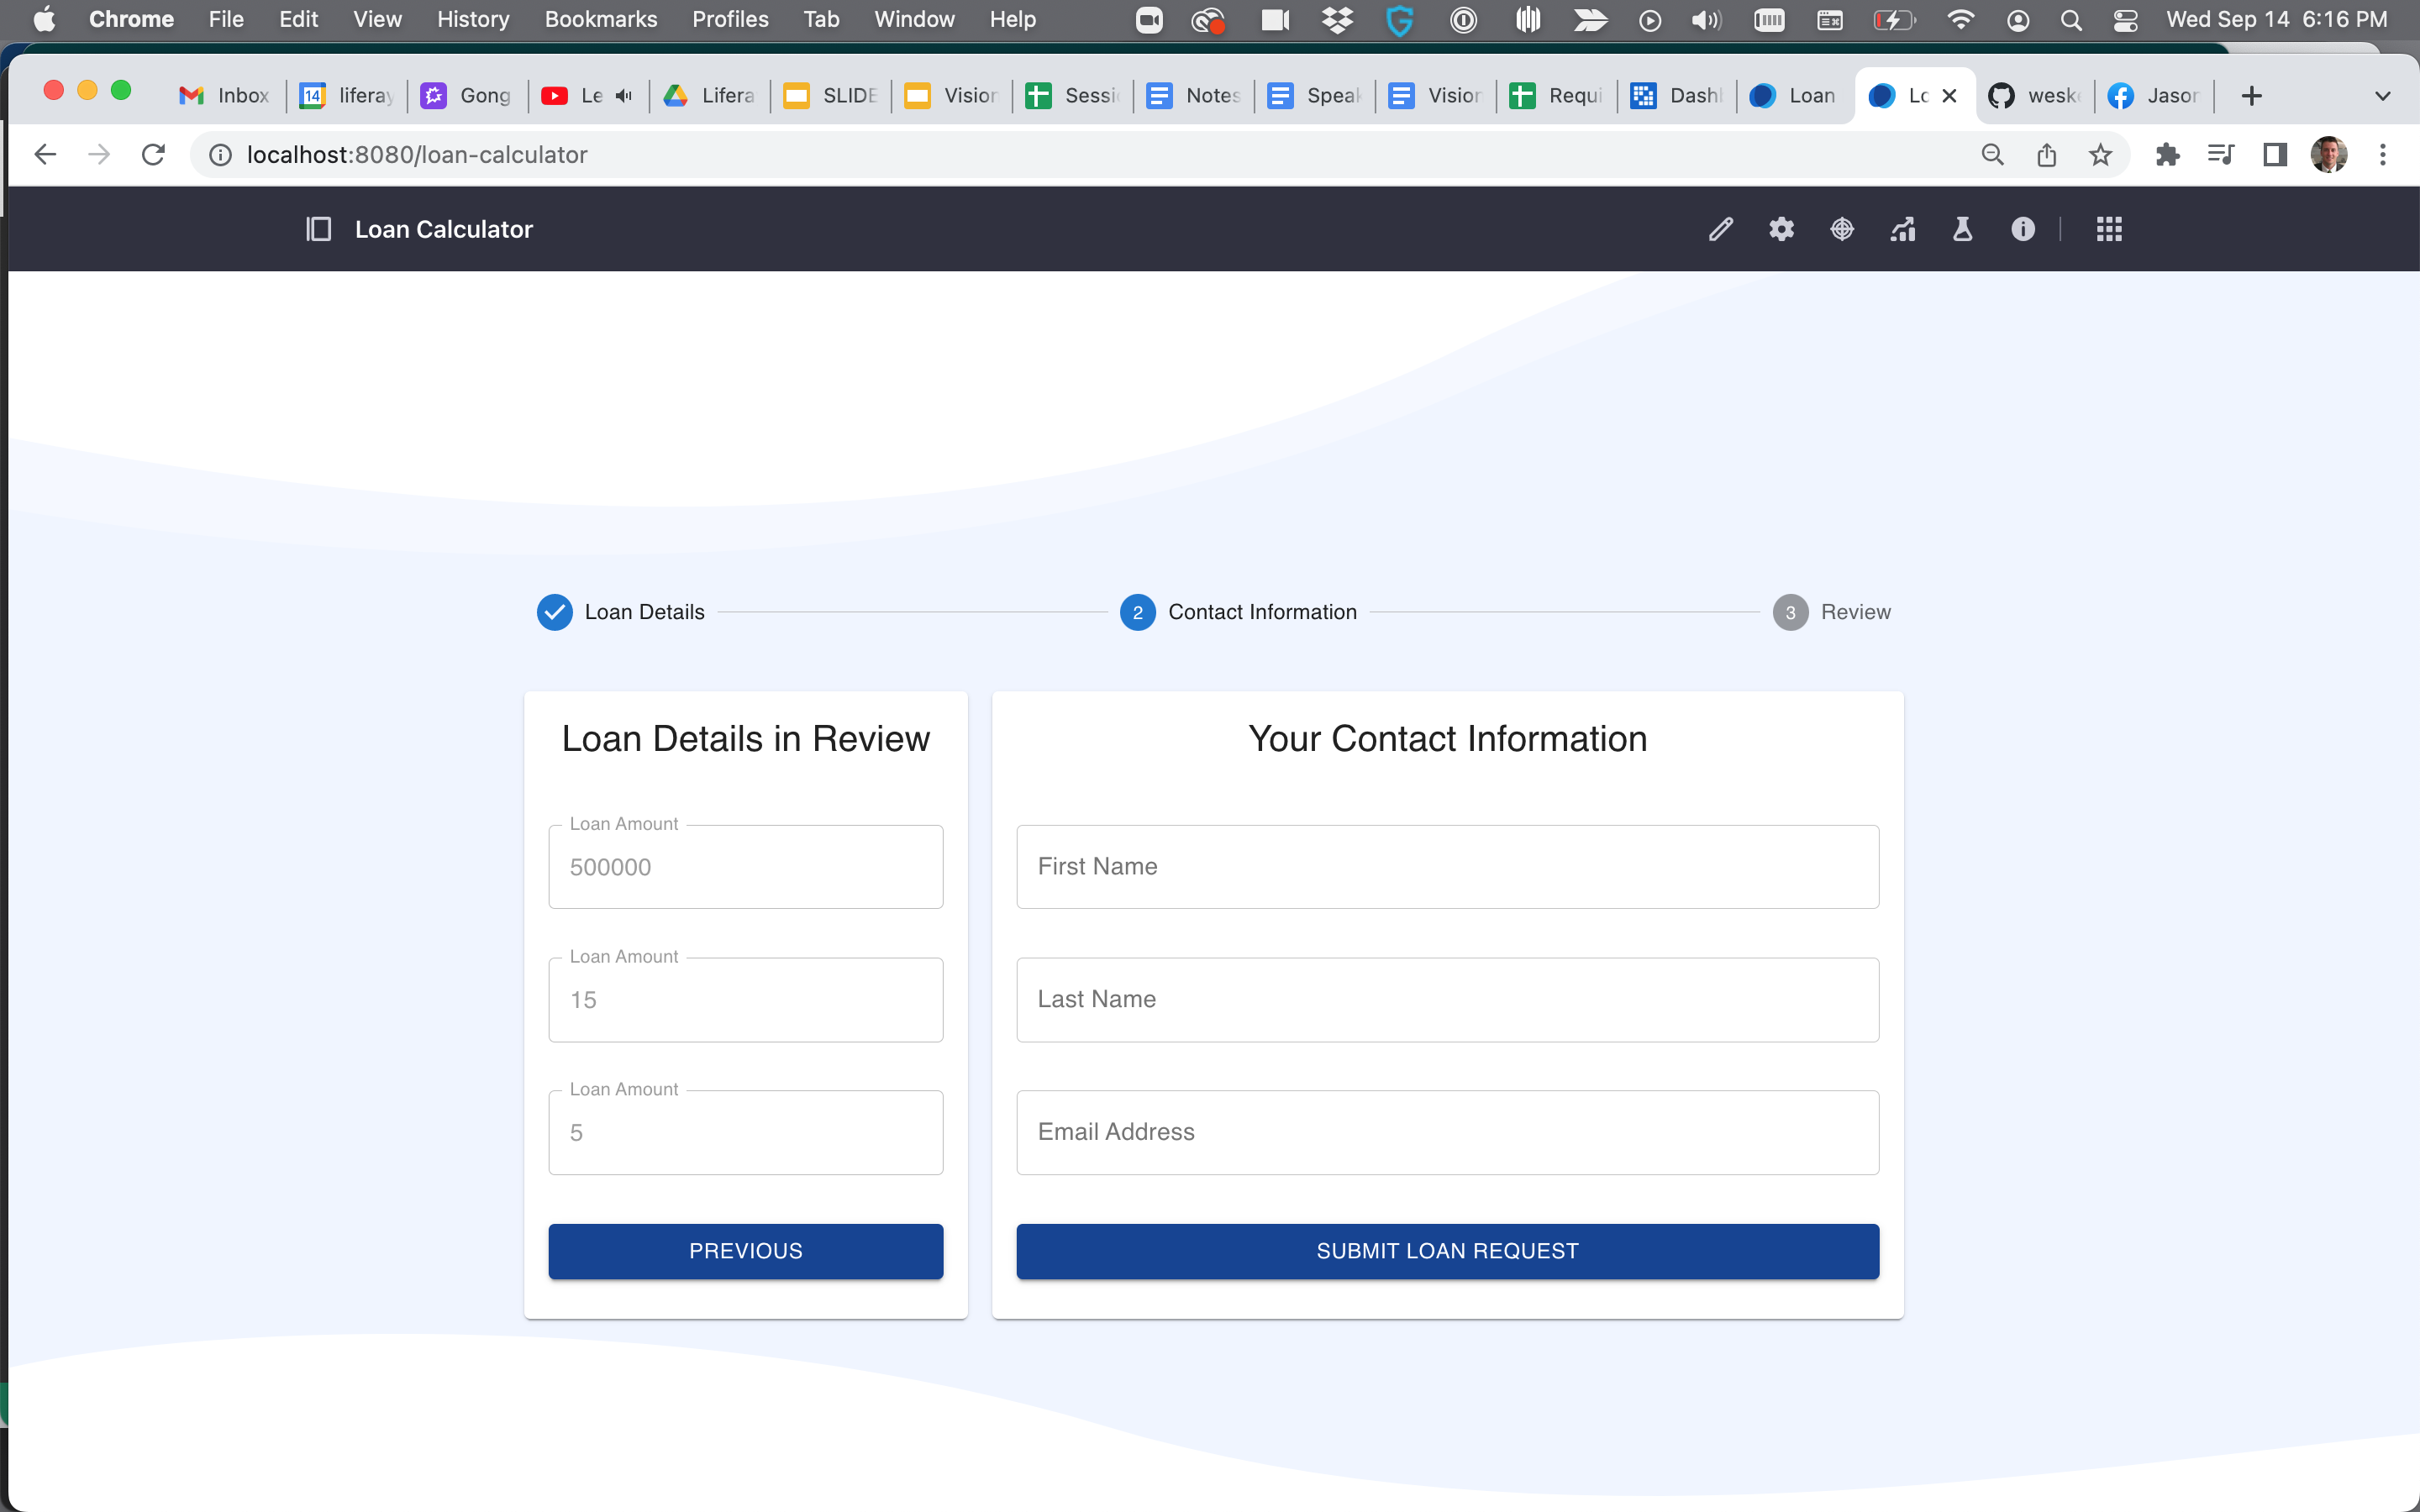 Chrome File Edit View History Bookmarks Profiles Tab Window Help Wed Sep 14 6:16 PM
Inbox 14 liferay Gong Le Lifera SLIDE Vision Sessi Notes Speak Vision Requi Dash Loan Lo wesk Jason
localhost:8080/loan-calculator
Loan Calculator
Loan Details 2 Contact Information 3 Review
Loan Details in Review
Loan Amount
500000
Loan Amount
15
Loan Amount
5
PREVIOUS
Your Contact Information
First Name
Last Name
Email Address
SUBMIT LOAN REQUEST